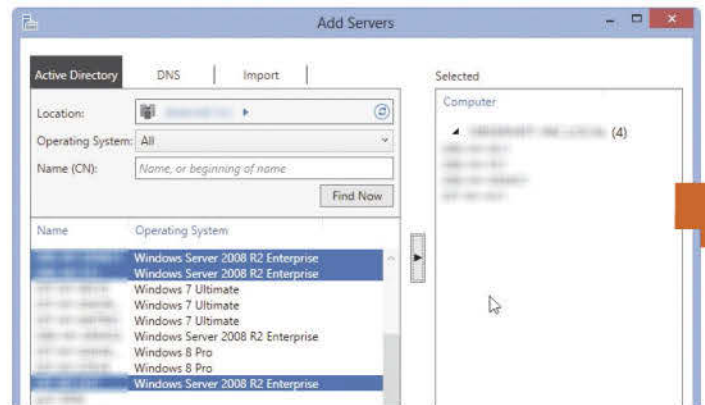 Add Servers
Active Directory
DNS
Import
Selected
Location:
Computer
(4)
Operating System: All
Name (CN): Name, or beginning of name
Find Now
Name Operating System
Windows Server 2008 R2 Enterprise
Windows Server 2008 R2 Enterprise
Windows 7 Ultimate
Windows 7 Ultimate
Windows 7 Ultimate
Windows Server 2008 R2 Enterprise
Windows 8 Pro
Windows 8 Pro
Windows Server 2008 R2 Enterprise